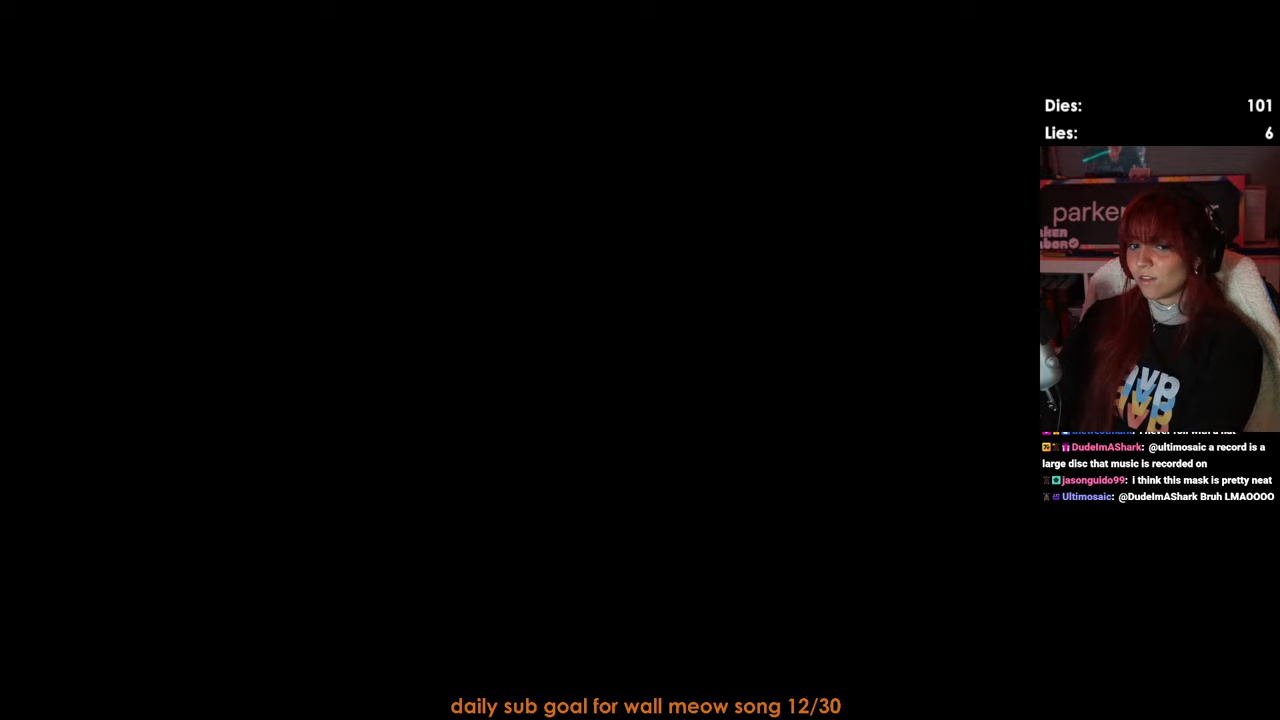 Dies: 101
Lies: 6
parke
DudeImAShark: @ultimosaic a record is a
large disc that music is recorded on
jasonguido99: i think this mask is pretty neat
Ultimosaic: @DudeImAShark Bruh LMAOOOO
daily sub goal for wall meow song 12/30